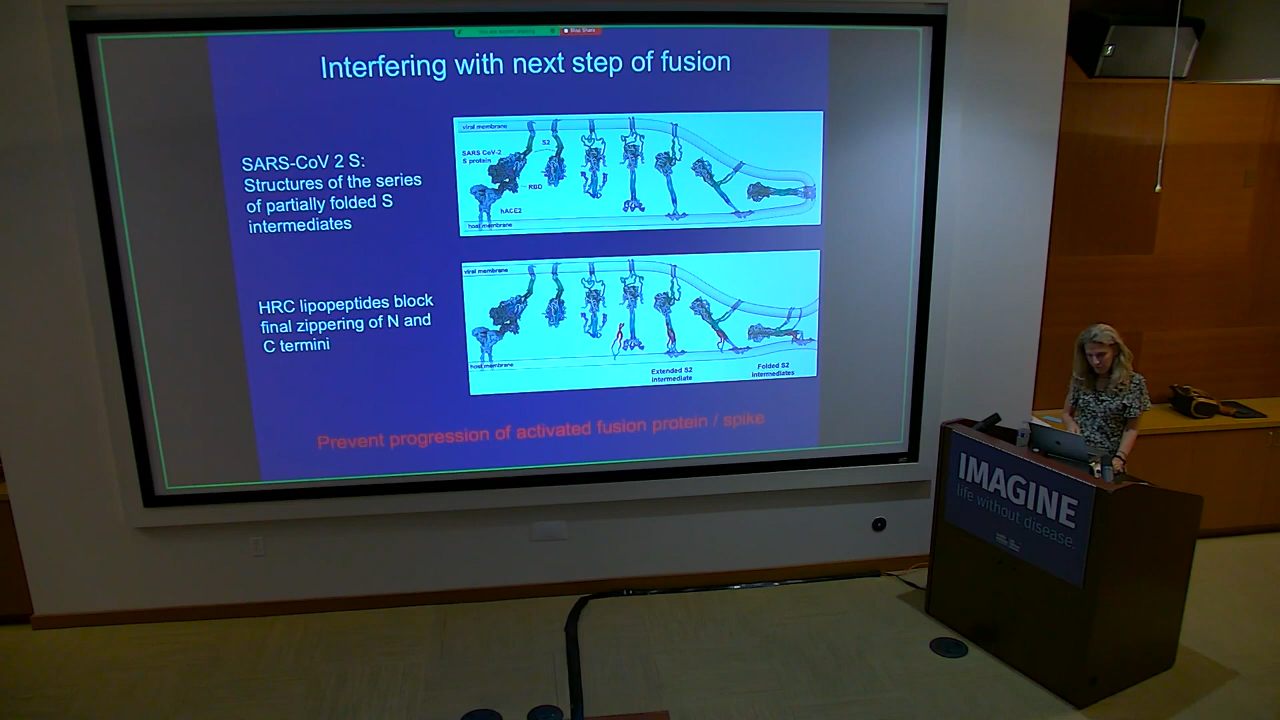 Stop Share
Interfering with next step of fusion
SARS-CoV 2 S:
Structures of the series
of partially folded S
intermediates
viral membrane
SARS CoV-2
S protein
S2
RBD
hACE2
host membrane
HRC lipopeptides block
final zippering of N and
C termini
viral membrane
host membrane
Extended S2
intermediate
Folded S2
intermediates
Prevent progression of activated fusion protein / spike
IMAGINE
life without disease.